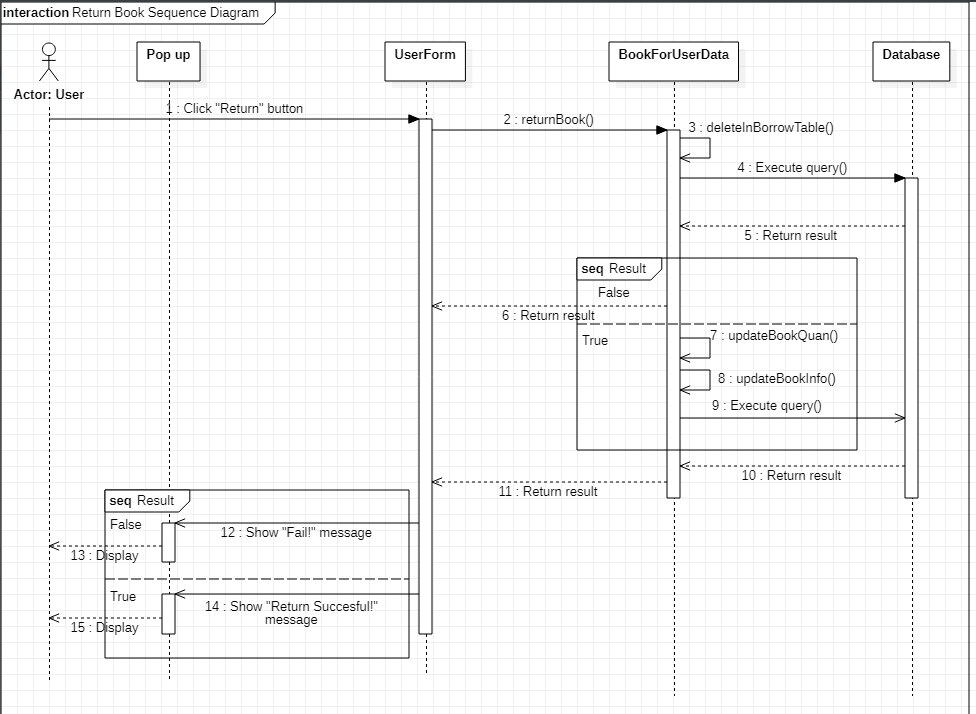 interaction Return Book Sequence Diagram
Pop up
UserForm
BookForUserData
Database
Actor: User
1 : Click "Return" button
2 : returnBook()
3 : deleteInBorrowTable()
4 : Execute query()
5 : Return result
seq Result
False
6 : Return result
True
7 : updateBookQuan()
8 : updateBookInfo()
9 : Execute query()
10 : Return result
11 : Return result
seq Result
False
12 : Show "Fail!" message
13 : Display
True
14 : Show "Return Succesful!"
message
15 : Display